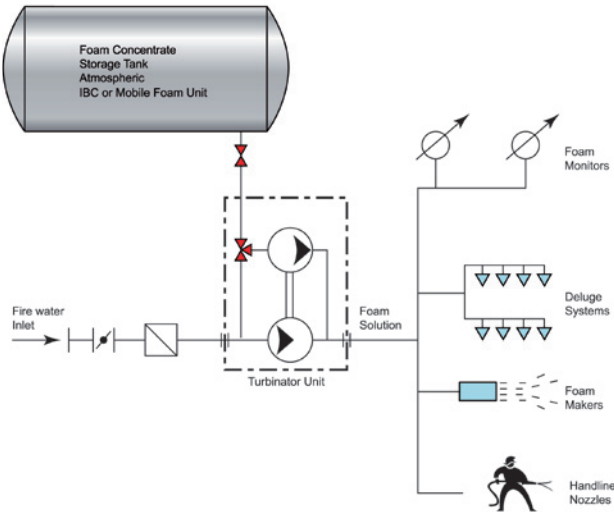 Foam Concentrate
Storage Tank
Atmospheric
IBC or Mobile Foam Unit
Foam
Monitors
Fire water
Inlet
Foam
Solution
Deluge
Systems
Turbinator Unit
Foam
Makers
Handline
Nozzles